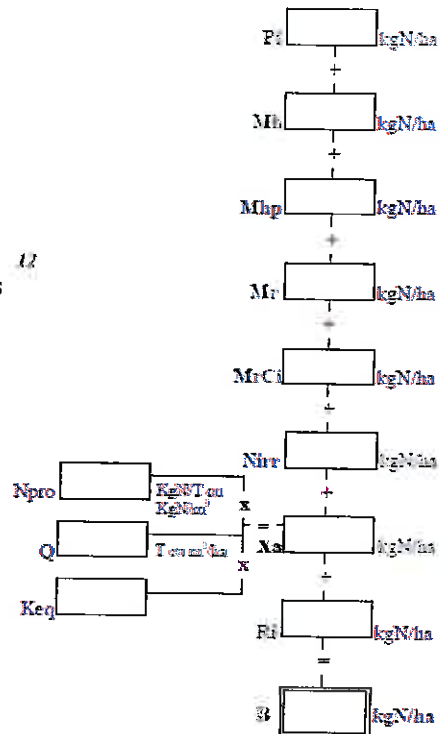 Pi kgN/ha
+
Mh kgN/ha
+
Mhp kgN/ha
+
Mr kgN/ha
+
MrCi kgN/ha
+
Nirr kgN/ha
+
Npro KgN/T ou
KgN/m³
x
= Xa kgN/ha
Q T ou m³/ha
x
+
Keq
Ri kgN/ha
=
B kgN/ha